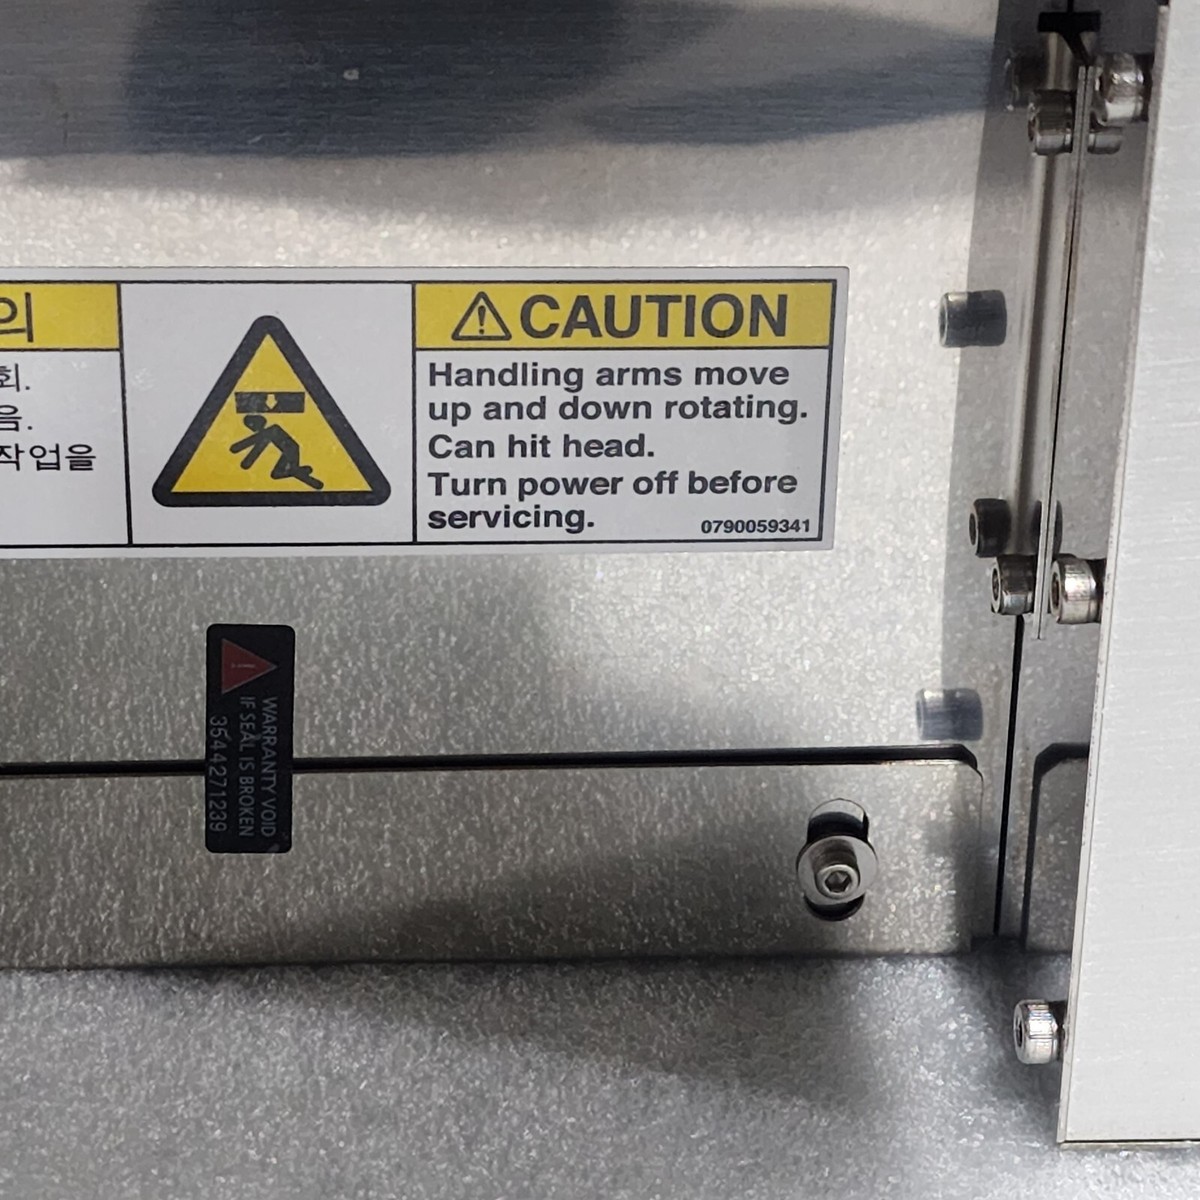 의
회.
음.
작업을
CAUTION
Handling arms move
up and down rotating.
Can hit head.
Turn power off before
servicing.
0790059341
WARRANTY VOID
IF SEAL IS BROKEN
3544271239